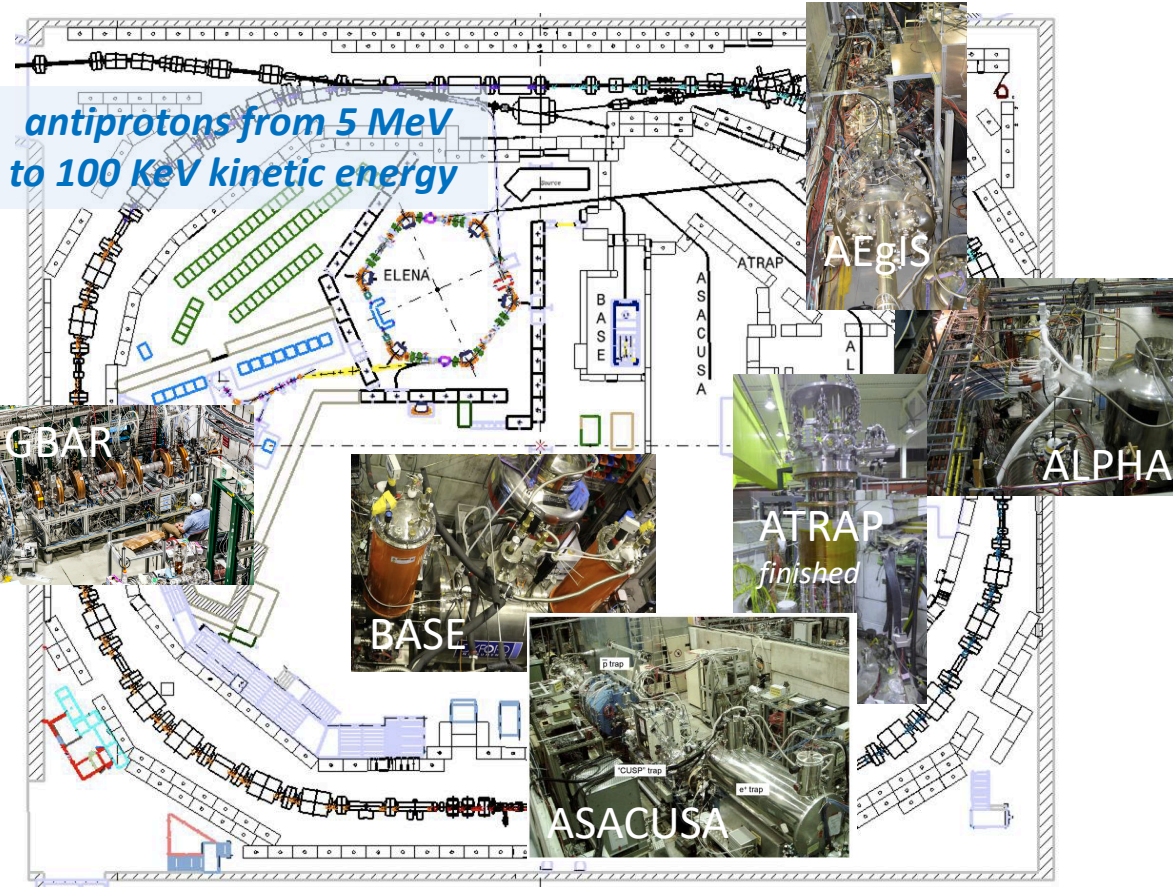 antiprotons from 5 MeV
to 100 KeV kinetic energy
Source
ELENA
BASE
ASACUSA
ATRAP
AL
AEgIS
GBAR
ALPHA
ATRAP
finished
BASE
p̅ trap
"CUSP" trap
e⁺ trap
ASACUSA